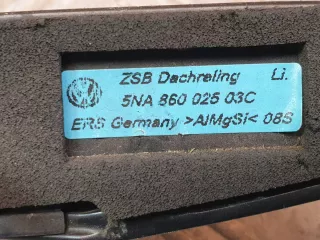 ZSB Dachreling Li.
5NA 860 025 03C
ERS Germany >AlMgSi< 08S